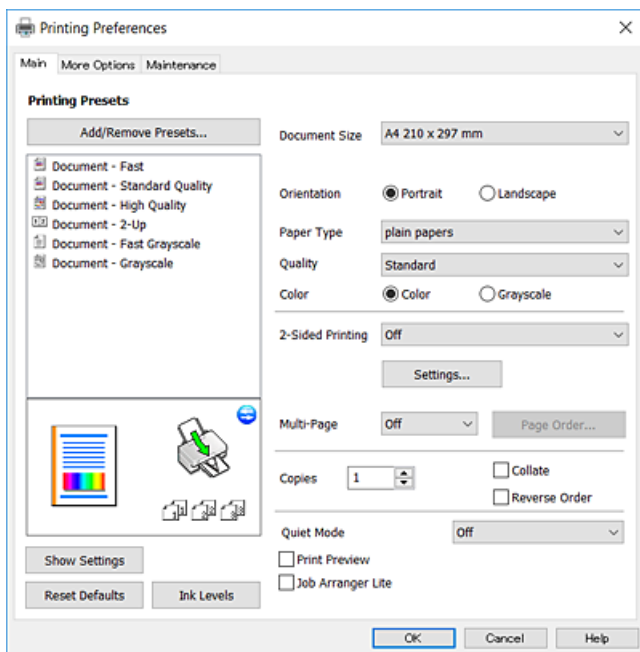 Printing Preferences
Main More Options Maintenance
Printing Presets
Add/Remove Presets...
Document - Fast
Document - Standard Quality
Document - High Quality
Document - 2-Up
Document - Fast Grayscale
Document - Grayscale
Show Settings
Reset Defaults Ink Levels
Document Size A4 210 x 297 mm
Orientation Portrait Landscape
Paper Type plain papers
Quality Standard
Color Color Grayscale
2-Sided Printing Off
Settings...
Multi-Page Off Page Order...
Copies 1 Collate
Reverse Order
Quiet Mode Off
Print Preview
Job Arranger Lite
OK Cancel Help